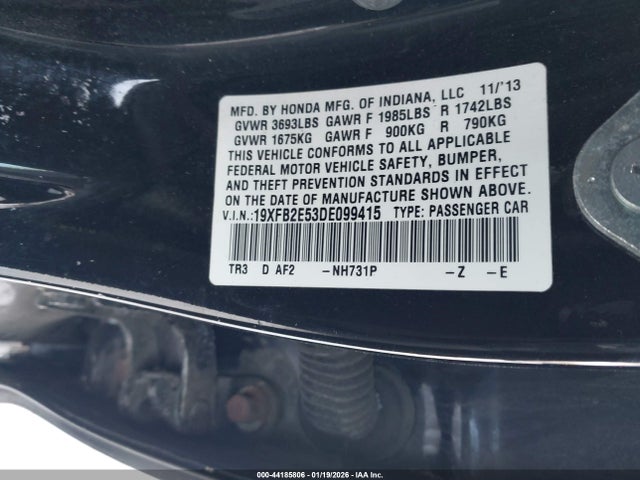 MFD. BY HONDA MFG. OF INDIANA, LLC 11/'13
GVWR 3693LBS GAWR F 1985LBS R 1742LBS
GVWR 1675KG GAWR F 900KG R 790KG
THIS VEHICLE CONFORMS TO ALL APPLICABLE
FEDERAL MOTOR VEHICLE SAFETY, BUMPER,
AND THEFT PREVENTION STANDARDS IN EFFECT
ON THE DATE OF MANUFACTURE SHOWN ABOVE.
V.I.N.:19XFB2E53DE099415 TYPE: PASSENGER CAR
TR3 D AF2 -NH731P -Z -E
000-44185806 - 01/19/2026 - IAA Inc.